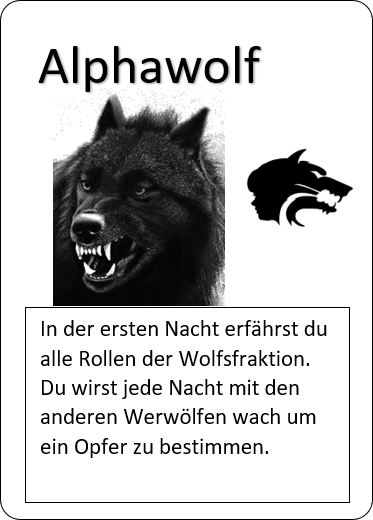 Alphawolf
In der ersten Nacht erfährst du
alle Rollen der Wolfsfraktion.
Du wirst jede Nacht mit den
anderen Werwölfen wach um
ein Opfer zu bestimmen.